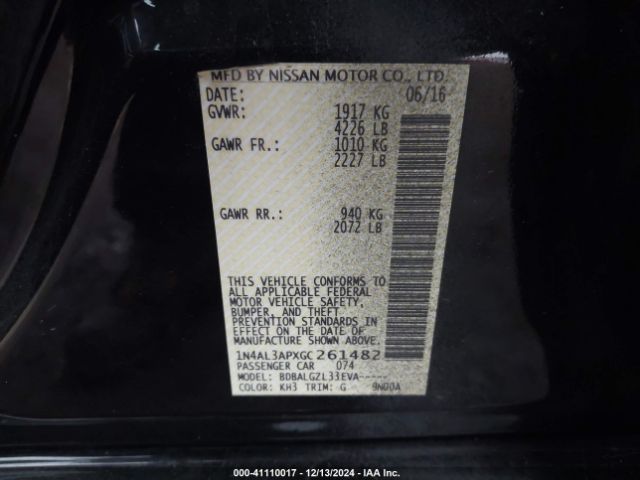 MFD BY NISSAN MOTOR CO., LTD.
DATE: 06/16
GVWR: 1917 KG
4226 LB
GAWR FR.: 1010 KG
2227 LB
GAWR RR.: 940 KG
2072 LB
THIS VEHICLE CONFORMS TO
ALL APPLICABLE FEDERAL
MOTOR VEHICLE SAFETY,
BUMPER, AND THEFT
PREVENTION STANDARDS IN
EFFECT ON THE DATE OF
MANUFACTURE SHOWN ABOVE.
1N4AL3APXGC261482
PASSENGER CAR 074
MODEL: BDBALGZL33EVA-----
COLOR: KH3 TRIM: G 9N00A
000-41110017 - 12/13/2024 - IAA Inc.